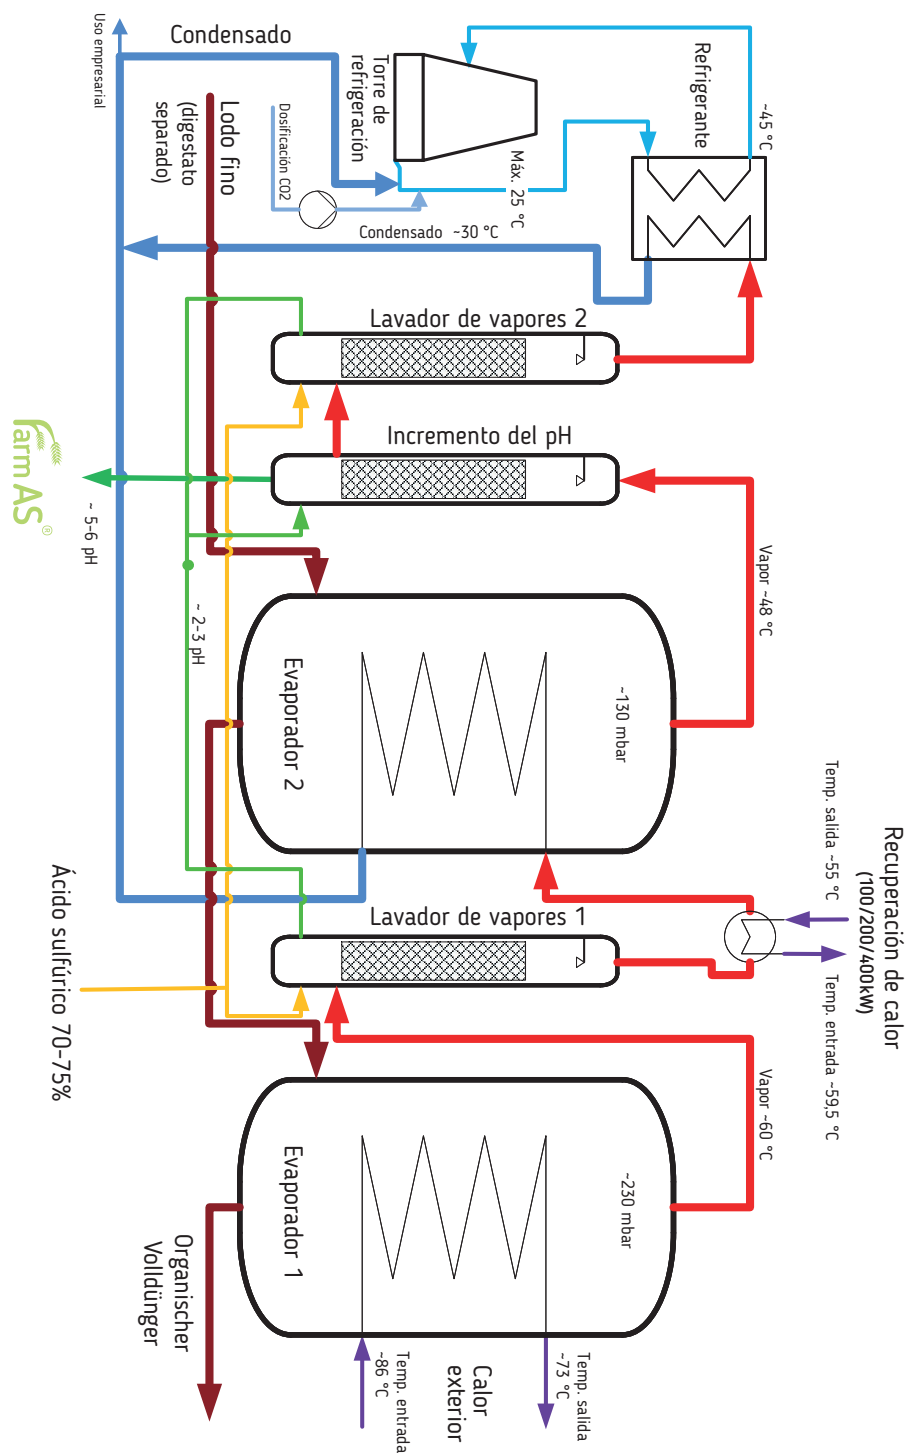 Recuperación de calor
(100/200/400kW)
Temp. salida ~55 °C
Temp. entrada ~59,5 °C
~45 °C
Vapor ~48 °C
Vapor ~60 °C
Refrigerante
Máx. 25 °C
~130 mbar
~230 mbar
Temp. salida
~73 °C
Calor
exterior
Temp. entrada
~86 °C
Torre de
refrigeración
Condensado
Uso empresarial
Dosificación CO2
Condensado ~30 °C
Lavador de vapores 2
Incremento del pH
Lavador de vapores 1
Evaporador 2
Evaporador 1
Lodo fino
(digestato
separado)
~ 2-3 pH
~ 5-6 pH
Ácido sulfúrico 70-75%
Organischer
Volldünger
FarmAS®